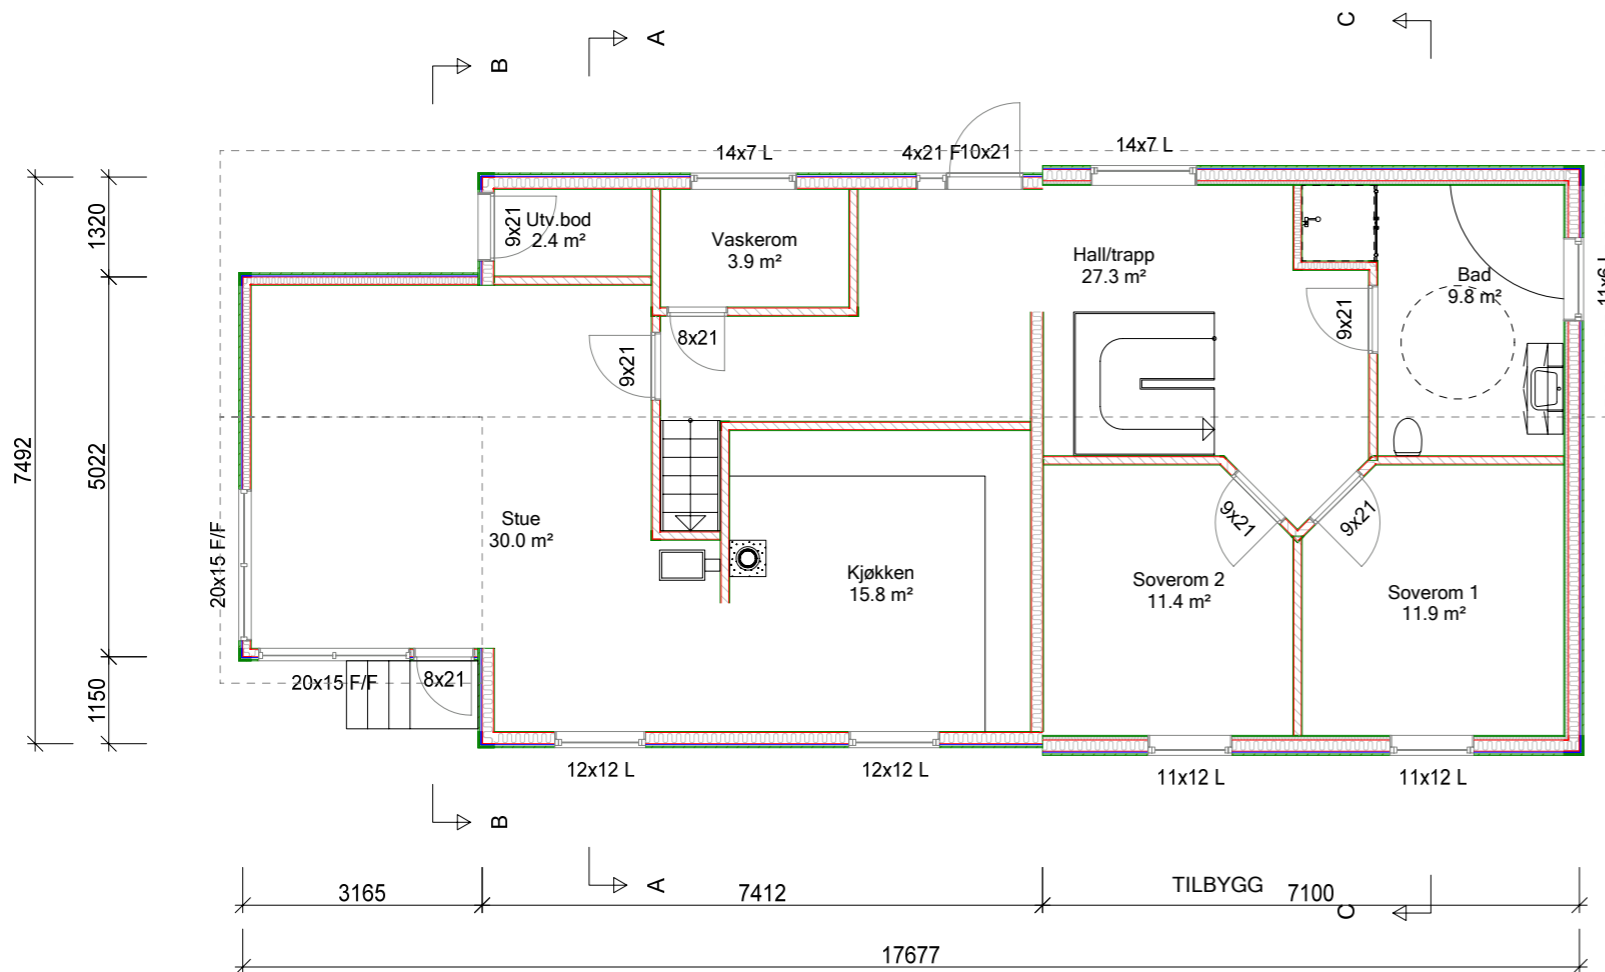 C
A
B
14x7 L
4x21 F
10x21
14x7 L
7492
1320
5022
1150
9x21
Utv.bod
2.4 m²
Vaskerom
3.9 m²
Hall/trapp
27.3 m²
Bad
9.8 m²
11x6 L
9x21
8x21
9x21
Stue
30.0 m²
20x15 F/F
Kjøkken
15.8 m²
9x21
9x21
Soverom 2
11.4 m²
Soverom 1
11.9 m²
20x15 F/F
8x21
12x12 L
12x12 L
11x12 L
11x12 L
B
A
C
3165
7412
TILBYGG
7100
17677